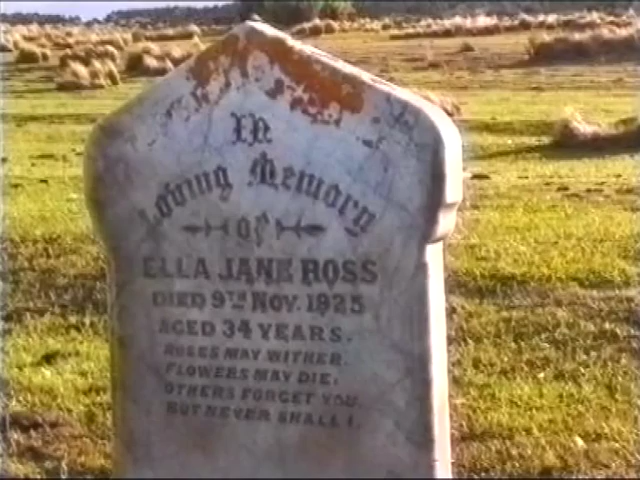 In
Loving Memory
OF
ELLA JANE ROSS
DIED 9TH NOV. 1925
AGED 34 YEARS.
ROSES MAY WITHER.
FLOWERS MAY DIE,
OTHERS FORGET YOU
BUT NEVER SHALL I.